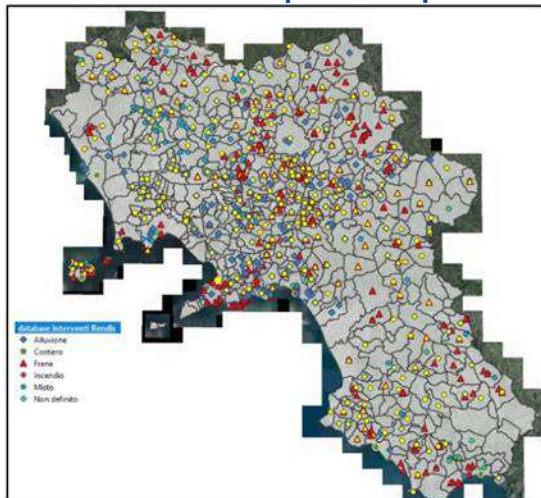 database Interventi Rendis
Alluvione
Costiero
Frana
Incendio
Misto
Non definito